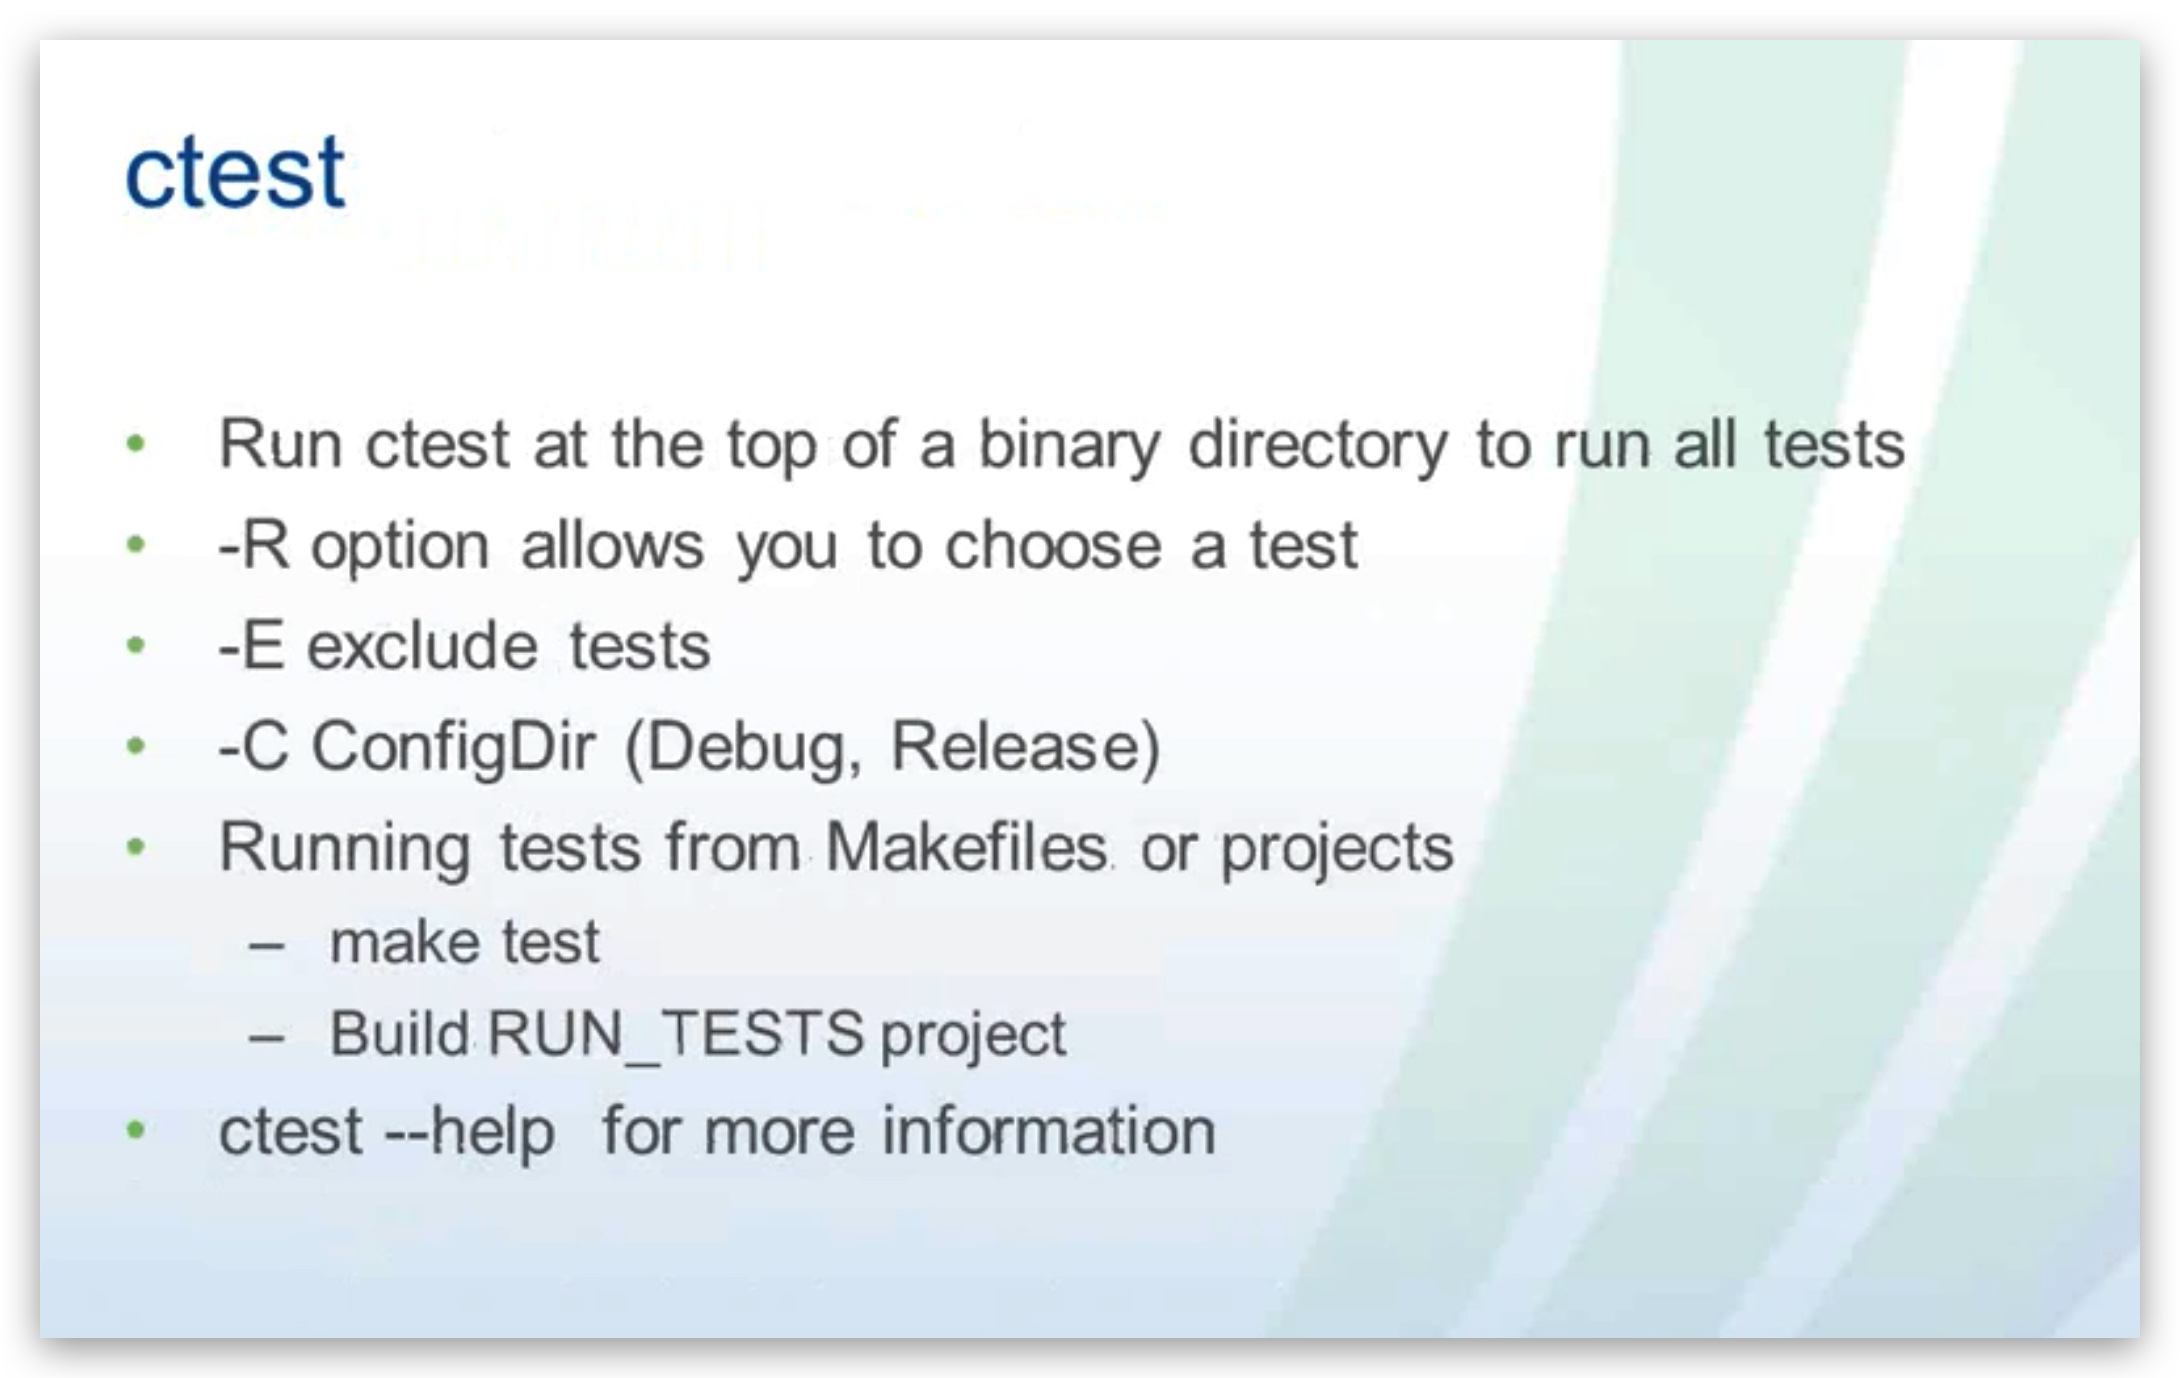 ctest
• Run ctest at the top of a binary directory to run all tests
• -R option allows you to choose a test
• -E exclude tests
• -C ConfigDir (Debug, Release)
• Running tests from Makefiles or projects
– make test
– Build RUN_TESTS project
• ctest --help for more information